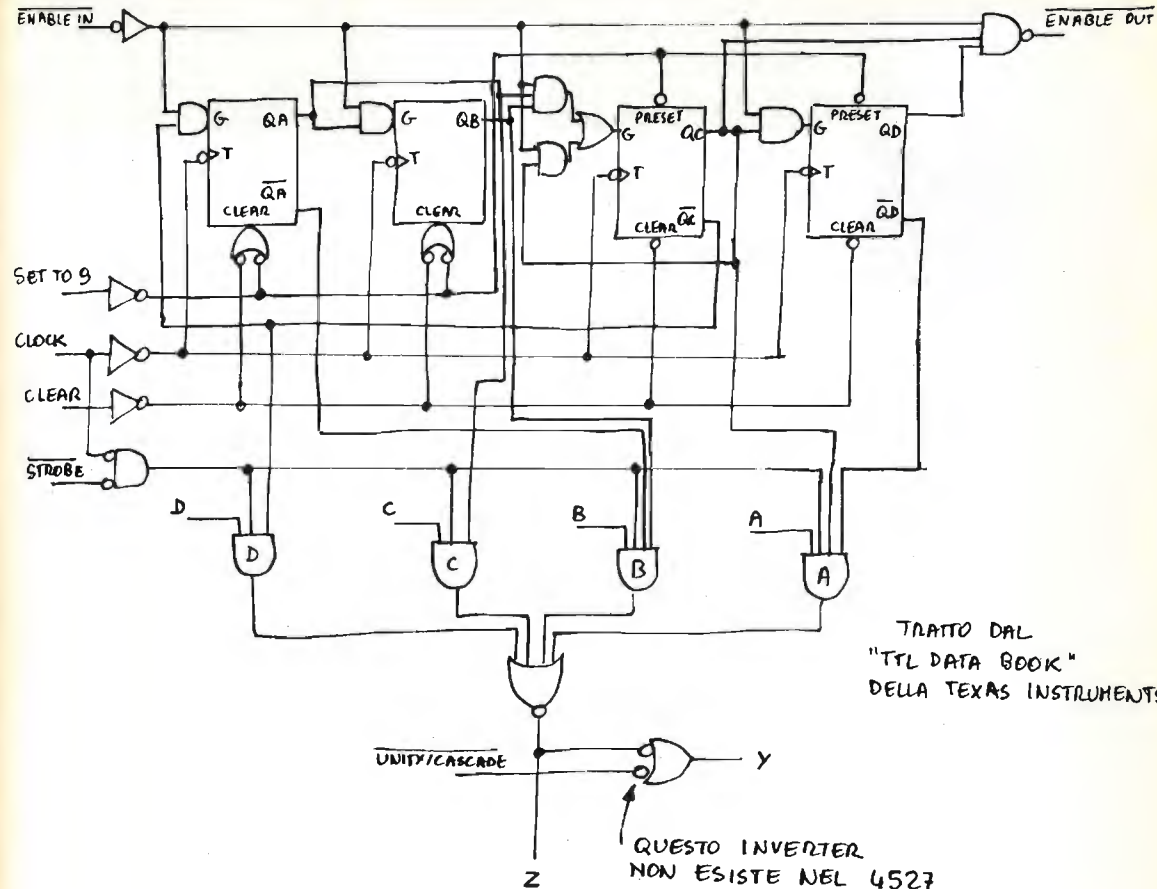 ENABLE IN
ENABLE OUT
G QA
T
QA
CLEAR
G QB
CLEAR
PRESET
G QC
T
CLEAR QC
PRESET
QD
T
QD
CLEAR
SET TO 9
CLOCK
CLEAR
STROBE
D
C
B
A
D
C
B
A
TRATTO DAL
"TTL DATA BOOK"
DELLA TEXAS INSTRUMENTS
UNITY/CASCADE
Y
QUESTO INVERTER
NON ESISTE NEL 4527
Z